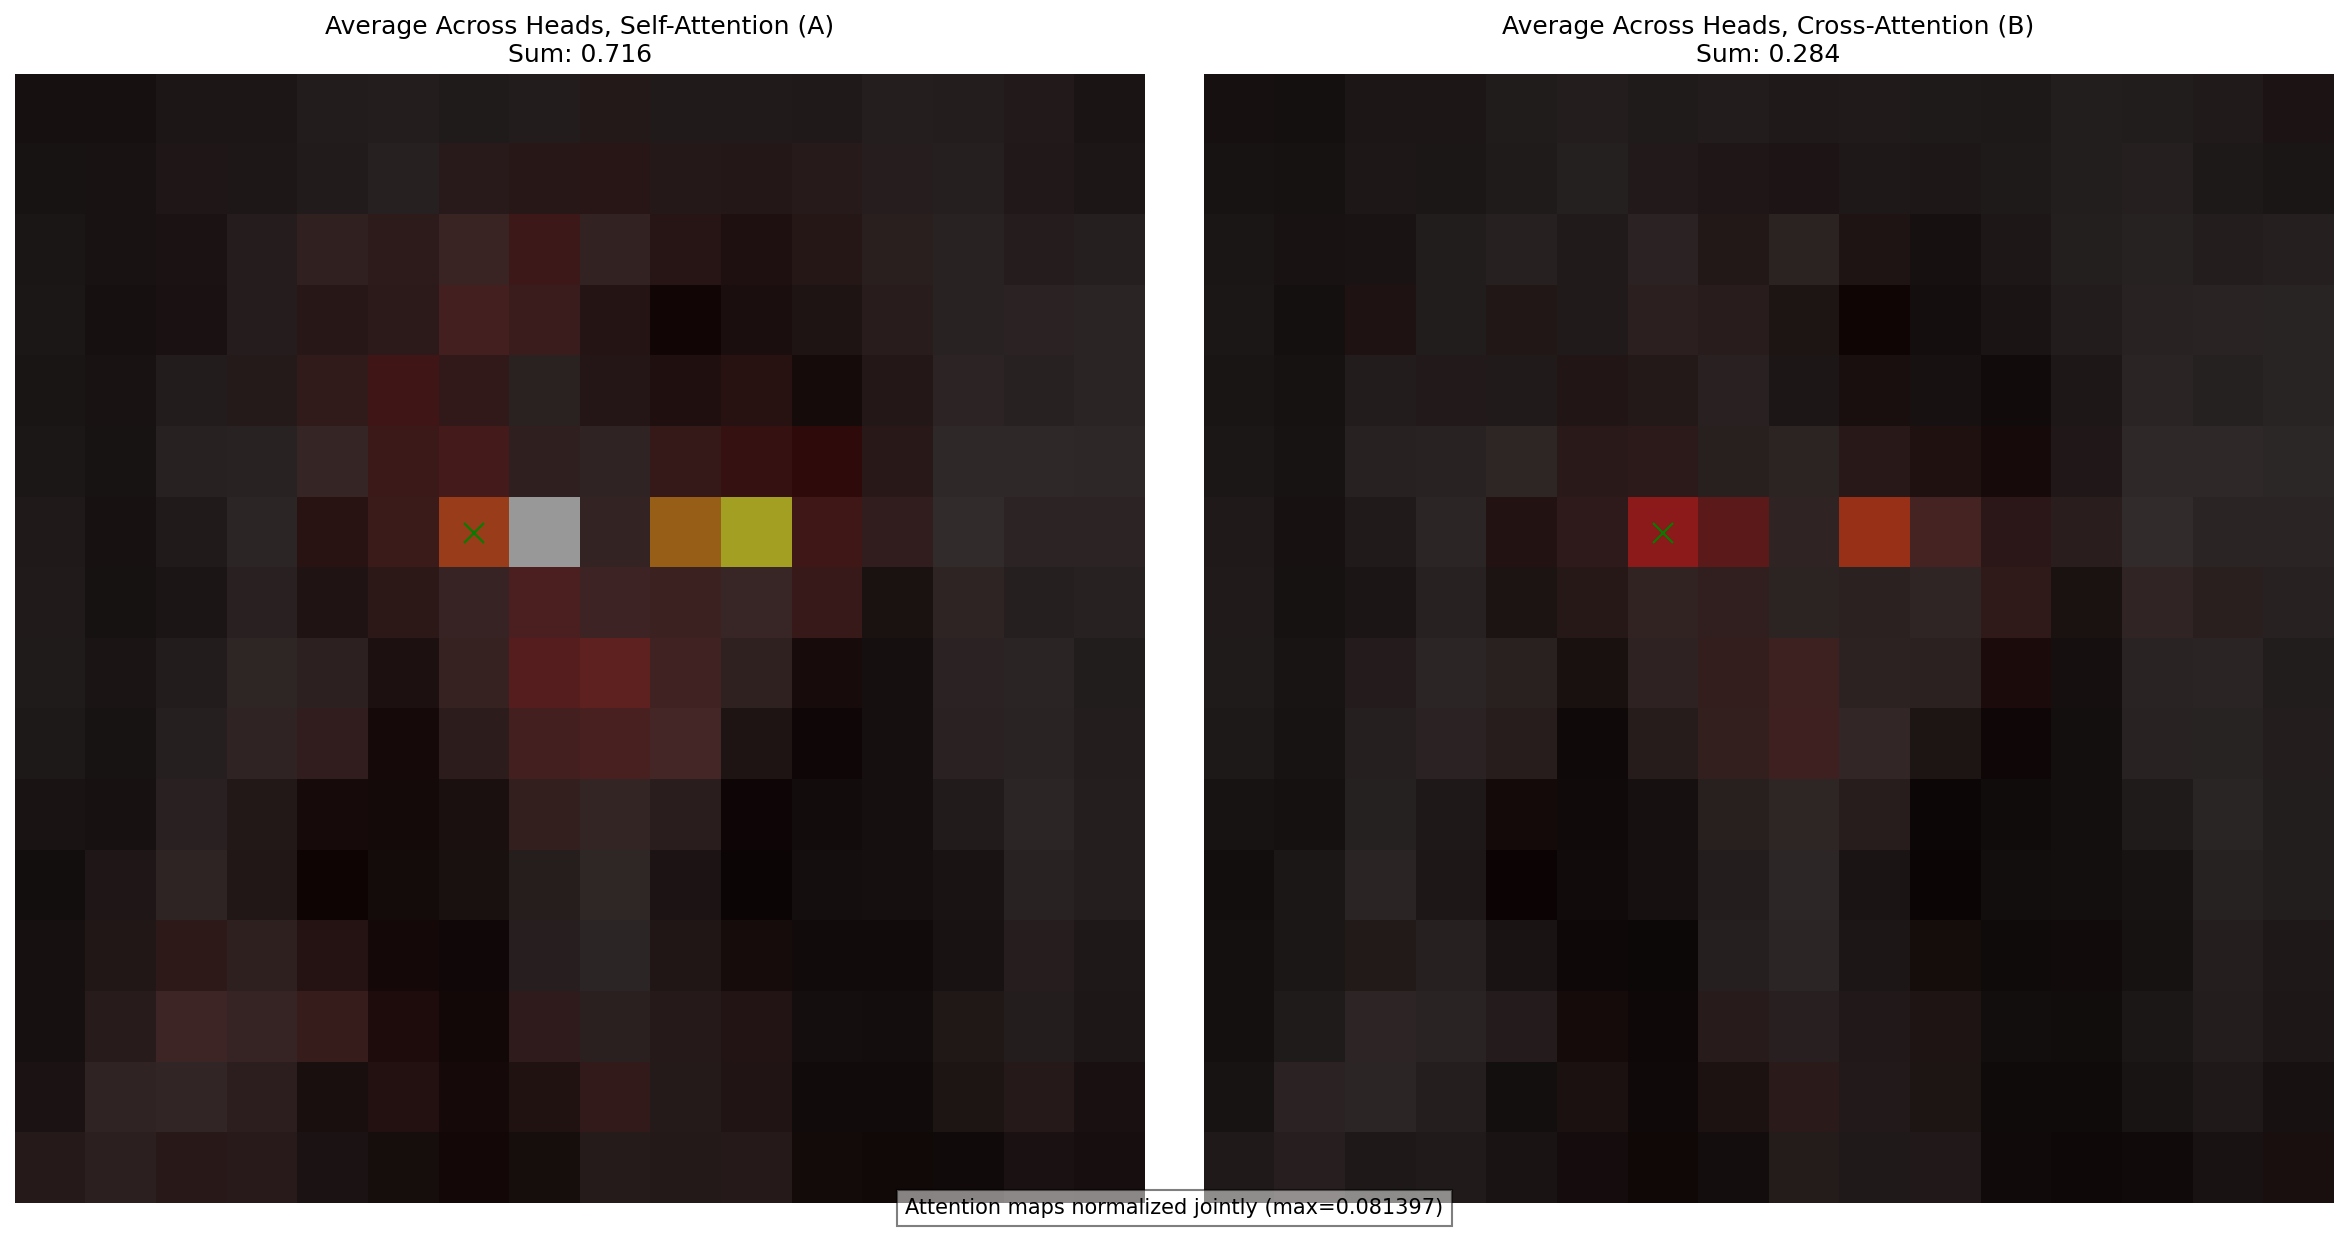 Average Across Heads, Self-Attention (A)
Sum: 0.716
Average Across Heads, Cross-Attention (B)
Sum: 0.284
Attention maps normalized jointly (max=0.081397)